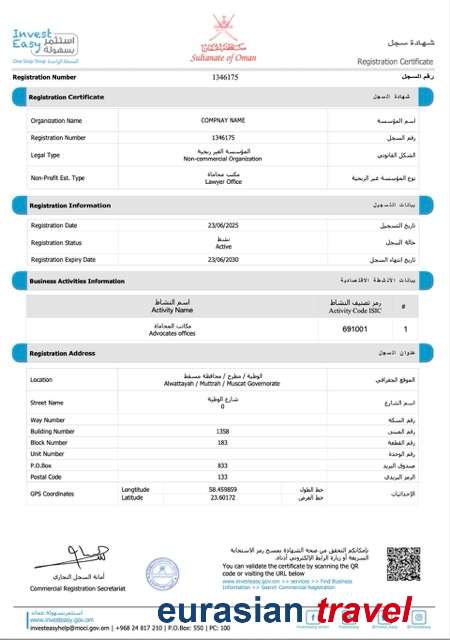 Invest
Easy
استثمر
بسهولة
One Stop Shop المحطة الواحدة
سلطنة عمان
Sultanate of Oman
شهادة سجل
Registration Certificate
Registration Number 1346175 رقم السجل
Registration Certificate شهادة السجل
Organization Name COMPNAY NAME اسم المؤسسة
Registration Number 1346175 رقم السجل
Legal Type المؤسسة الغير ربحية الشكل القانوني
Non-commercial Organization
Non-Profit Est. Type مكتب محاماة نوع المؤسسة غير الربحية
Lawyer Office
Registration Information بيانات التسجيل
Registration Date 23/06/2025 تاريخ التسجيل
Registration Status نشط حالة السجل
Active
Registration Expiry Date 23/06/2030 تاريخ انتهاء السجل
Business Activities Information بيانات الأنشطة الاقتصادية
اسم النشاط رمز تصنيف النشاط #
Activity Name Activity Code ISIC
مكاتب المحاماة 691001 1
Advocates offices
Registration Address عنوان السجل
Location الوطية / مطرح / محافظة مسقط الموقع الجغرافي
Alwattayah / Muttrah / Muscat Governorate
Street Name شارع الوطية اسم الشارع
0
Way Number رقم السكة
Building Number 1358 رقم المبنى
Block Number 183 رقم القطعة
Unit Number رقم الوحدة
P.O.Box 833 صندوق البريد
Postal Code 133 الرمز البريدي
GPS Coordinates Longtitude 58.459859 خط الطول الإحداثيات
Latitude 23.60172 خط العرض
أمانة السجل التجاري
Commercial Registration Secretariat
بإمكانكم التحقق من صحة الشهادة بمسح رمز الاستجابة
السريعة أو زيارة الرابط الإلكتروني أدناه.
You can validate the certificate by scanning the QR
code or visiting the URL below
www.investeasy.gov.om >> services >> Find Business
Information >> Search Commercial Registration
استثمر بسهولة عمان
www.investeasy.gov.om
investeasyhelp@moci.gov.om | +968 24 817 210 | P.O.Box: 550 | PC: 100
eurasian travel